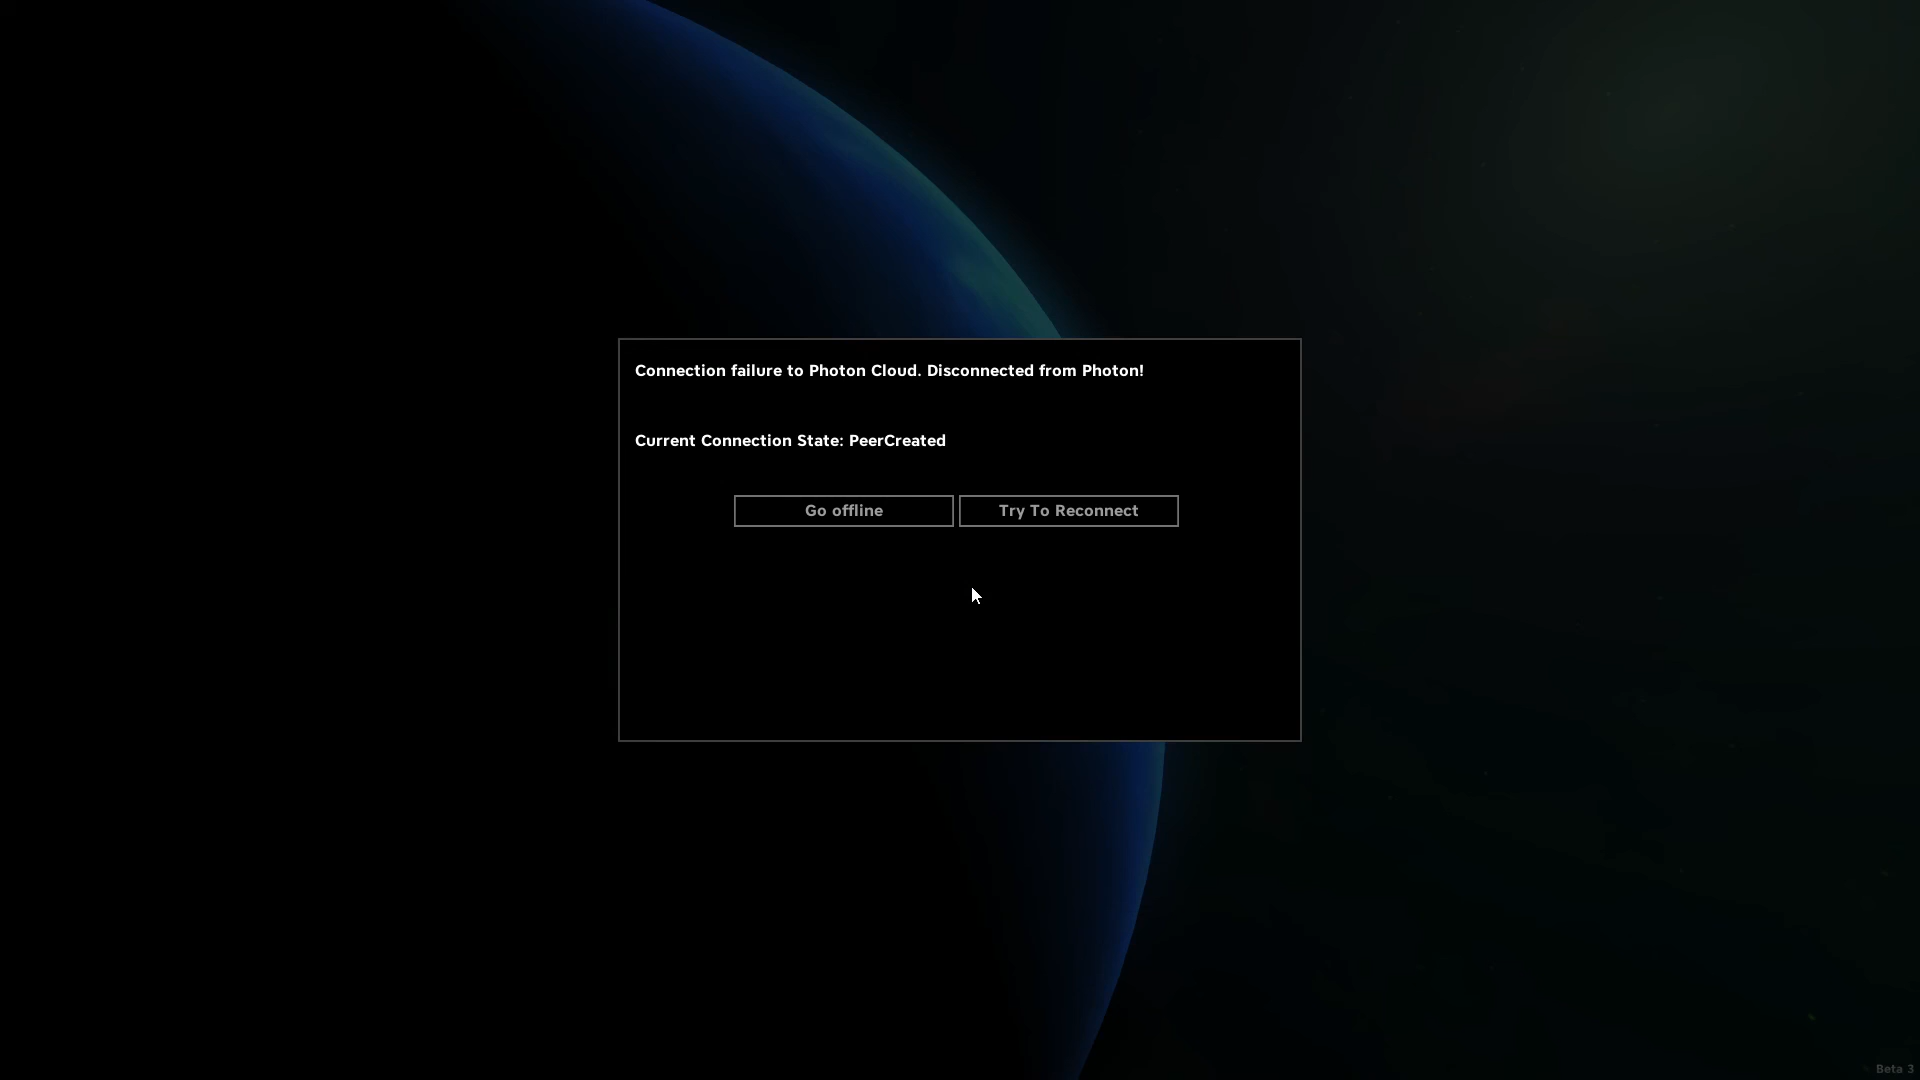 Connection failure to Photon Cloud. Disconnected from Photon!
Current Connection State: PeerCreated
Go offline
Try To Reconnect
Beta 3